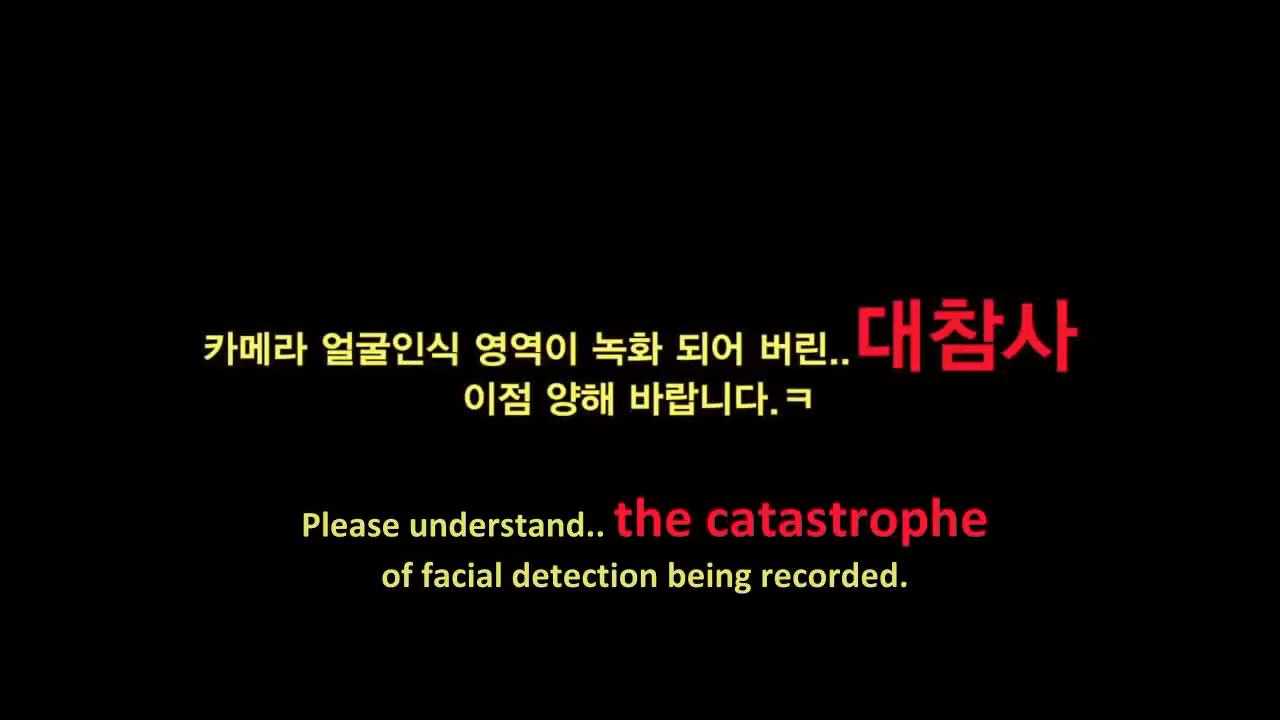 카메라 얼굴인식 영역이 녹화 되어 버린..대참사
이점 양해 바랍니다.ㅋ
Please understand.. the catastrophe
of facial detection being recorded.